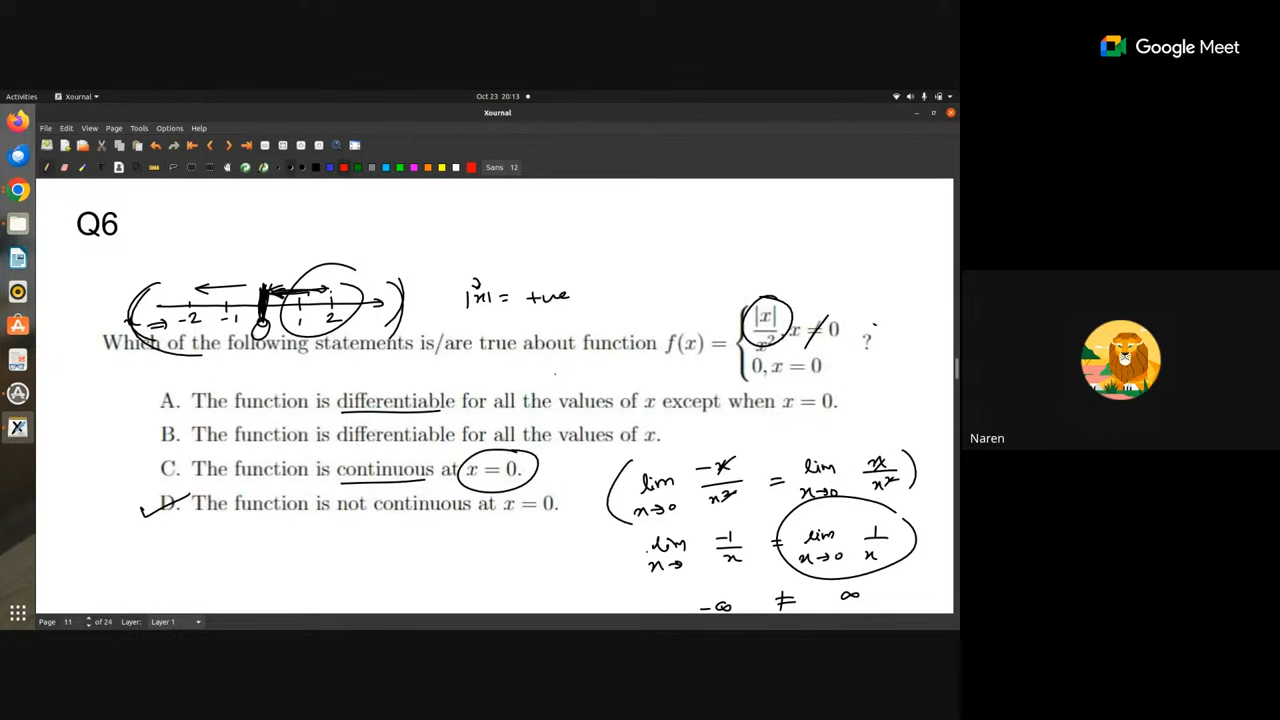 Google Meet
Activities Xournal Oct 23 20:13
Xournal
File Edit View Page Tools Options Help
Sans 12
Q6
-2 -1 1 2
|x| = +ve
Which of the following statements is/are true about function f(x) = { |x|/x², x ≠ 0
0, x = 0 ?
A. The function is differentiable for all the values of x except when x = 0.
B. The function is differentiable for all the values of x.
C. The function is continuous at x = 0.
D. The function is not continuous at x = 0.
( lim x→0 -x/x² = lim x→0 x/x² )
lim x→ -1/x = lim x→0 1/x
-∞ ≠ ∞
Naren
Page 11 of 24 Layer: Layer 1